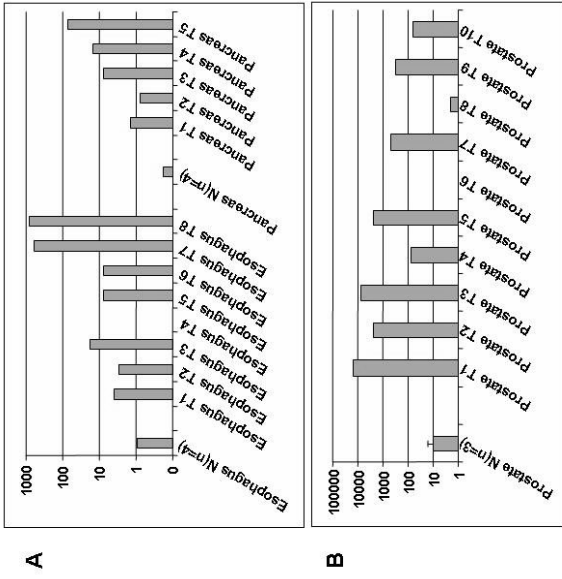 A
1000
100
10
1
0
Esophagus N(n=4)
Esophagus T1
Esophagus T2
Esophagus T3
Esophagus T4
Esophagus T5
Esophagus T6
Esophagus T7
Esophagus T8
Pancreas N(n=4)
Pancreas T1
Pancreas T2
Pancreas T3
Pancreas T4
Pancreas T5
B
100000
10000
1000
100
10
1
Prostate N(n=3)
Prostate T1
Prostate T2
Prostate T3
Prostate T4
Prostate T5
Prostate T6
Prostate T7
Prostate T8
Prostate T9
Prostate T10